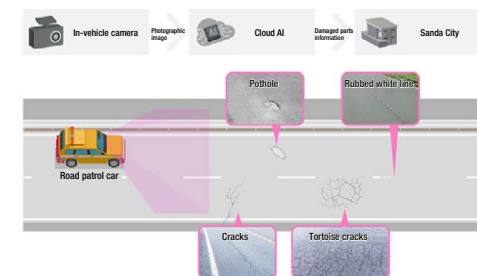 In-vehicle camera
Photographic
image
Cloud AI
Damaged parts
information
Sanda City
Pothole
Rubbed white line
Road patrol car
Cracks
Tortoise cracks